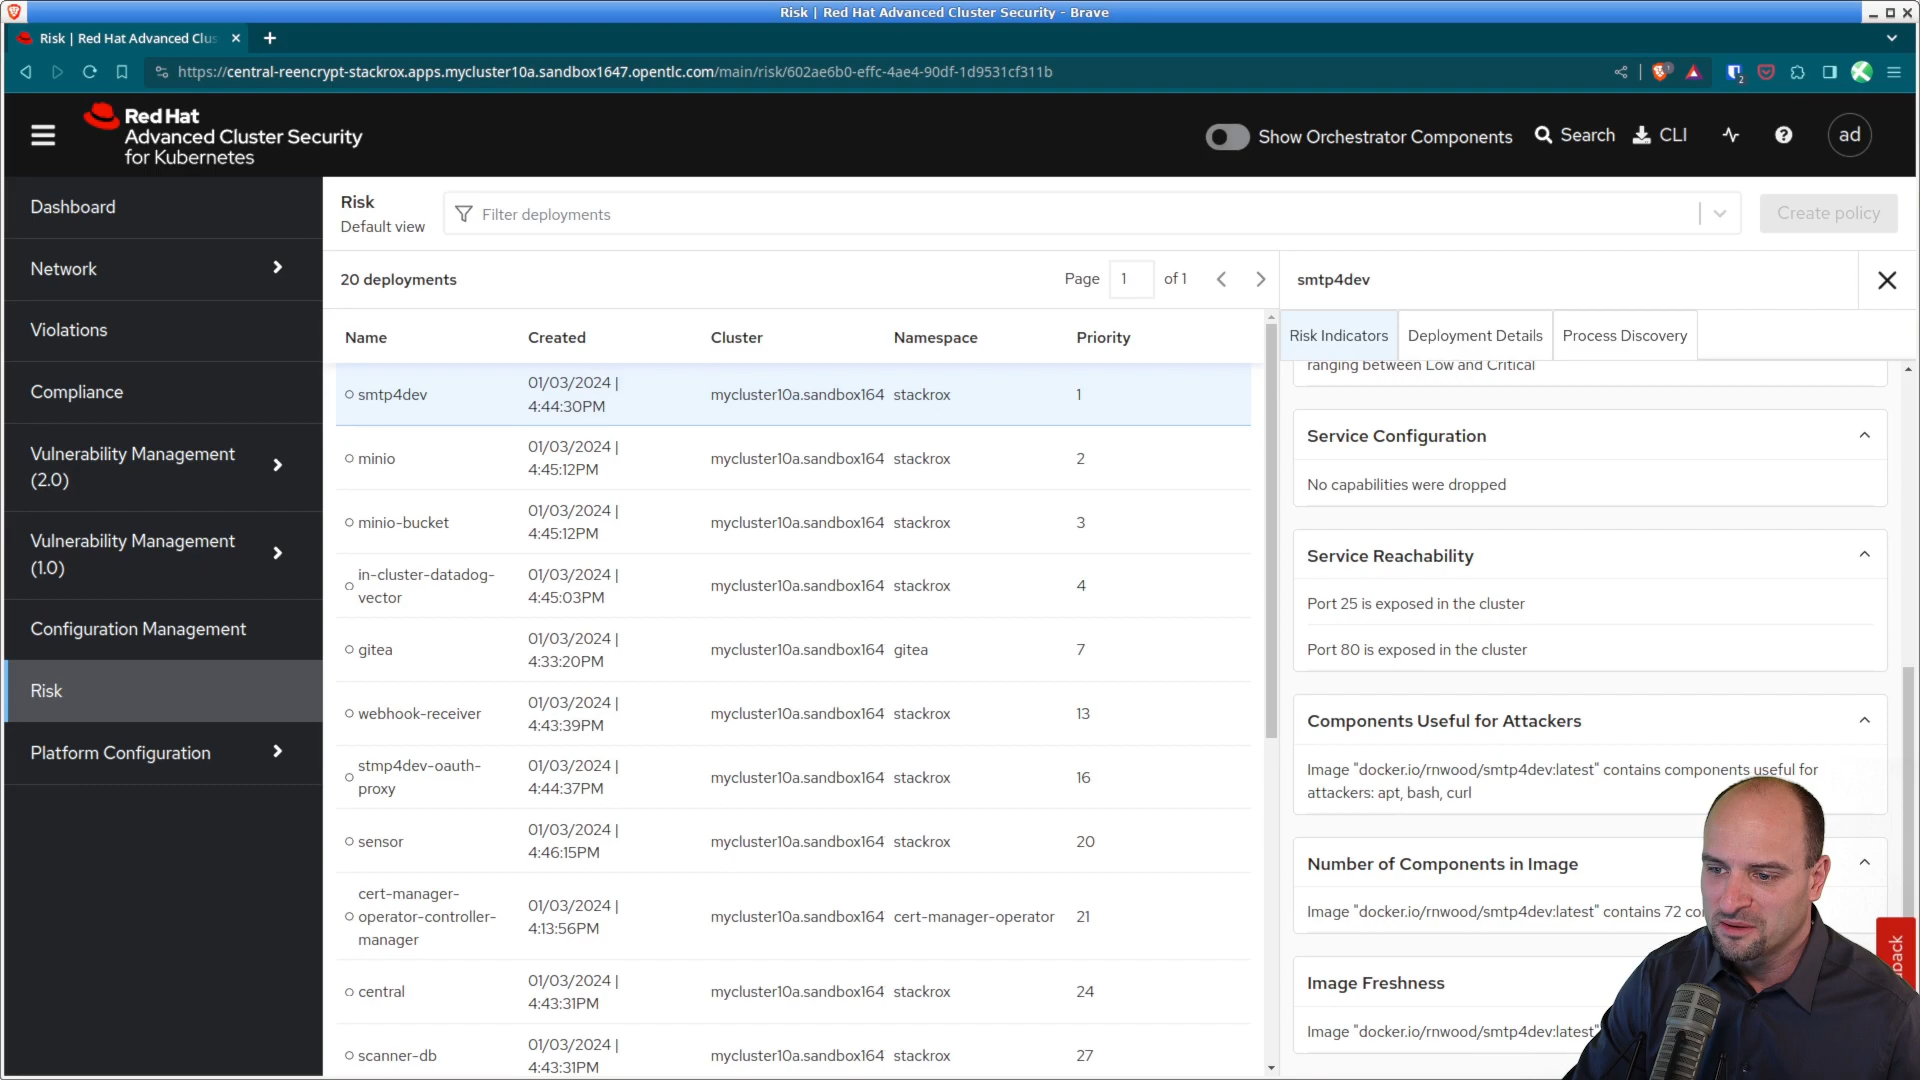 Risk | Red Hat Advanced Cluster Security - Brave
Risk | Red Hat Advanced Clus
https://central-reencrypt-stackrox.apps.mycluster10a.sandbox1647.opentlc.com/main/risk/602ae6b0-effc-4ae4-90df-1d9531cf311b
1
2
Red Hat
Advanced Cluster Security
for Kubernetes
Show Orchestrator Components
Search
CLI
ad
Dashboard
Network
Violations
Compliance
Vulnerability Management
(2.0)
Vulnerability Management
(1.0)
Configuration Management
Risk
Platform Configuration
Risk
Default view
Filter deployments
Create policy
20 deployments
Page 1 of 1
Name Created Cluster Namespace Priority
smtp4dev 01/03/2024 | 4:44:30PM mycluster10a.sandbox164 stackrox 1
minio 01/03/2024 | 4:45:12PM mycluster10a.sandbox164 stackrox 2
minio-bucket 01/03/2024 | 4:45:12PM mycluster10a.sandbox164 stackrox 3
in-cluster-datadog-vector 01/03/2024 | 4:45:03PM mycluster10a.sandbox164 stackrox 4
gitea 01/03/2024 | 4:33:20PM mycluster10a.sandbox164 gitea 7
webhook-receiver 01/03/2024 | 4:43:39PM mycluster10a.sandbox164 stackrox 13
stmp4dev-oauth-proxy 01/03/2024 | 4:44:37PM mycluster10a.sandbox164 stackrox 16
sensor 01/03/2024 | 4:46:15PM mycluster10a.sandbox164 stackrox 20
cert-manager-operator-controller-manager 01/03/2024 | 4:13:56PM mycluster10a.sandbox164 cert-manager-operator 21
central 01/03/2024 | 4:43:31PM mycluster10a.sandbox164 stackrox 24
scanner-db 01/03/2024 | 4:43:31PM mycluster10a.sandbox164 stackrox 27
smtp4dev
Risk Indicators
Deployment Details
Process Discovery
ranging between Low and Critical
Service Configuration
No capabilities were dropped
Service Reachability
Port 25 is exposed in the cluster
Port 80 is exposed in the cluster
Components Useful for Attackers
Image "docker.io/rnwood/smtp4dev:latest" contains components useful for
attackers: apt, bash, curl
Number of Components in Image
Image "docker.io/rnwood/smtp4dev:latest" contains 72
Image Freshness
Image "docker.io/rnwood/smtp4dev:latest"